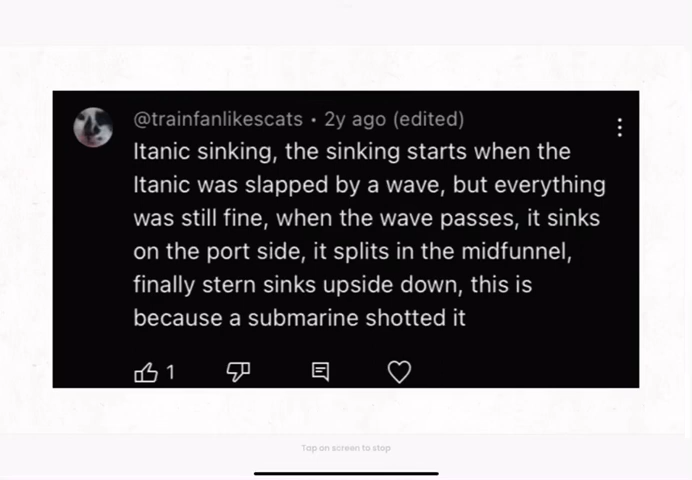 @trainfanlikescats • 2y ago (edited)
Itanic sinking, the sinking starts when the
Itanic was slapped by a wave, but everything
was still fine, when the wave passes, it sinks
on the port side, it splits in the midfunnel,
finally stern sinks upside down, this is
because a submarine shotted it
1
Tap on screen to stop